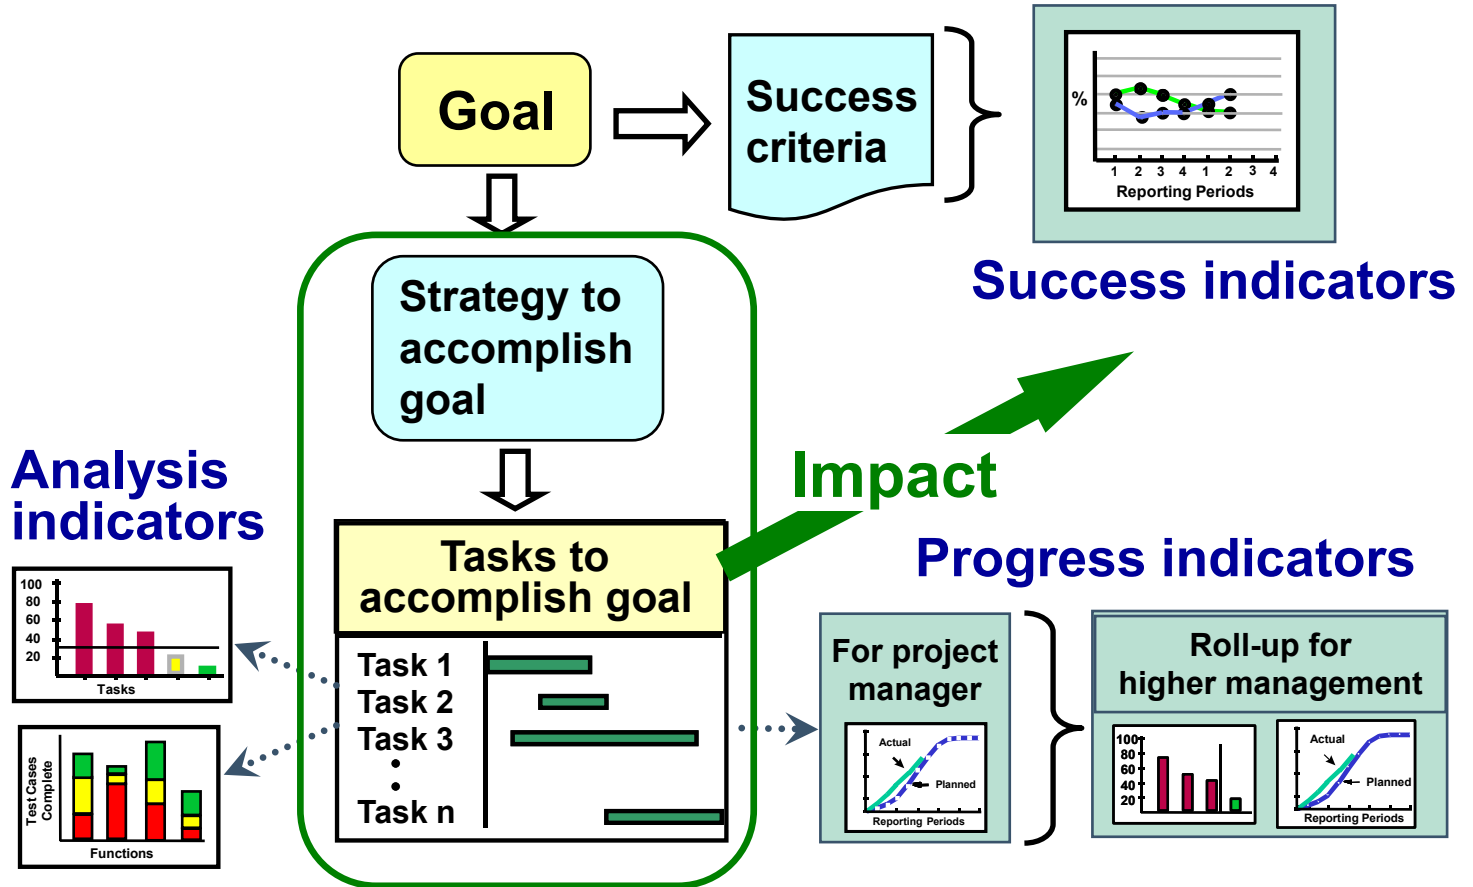 Goal
Success
criteria
%
1 2 3 4 1 2 3 4
Reporting Periods
Success indicators
Strategy to
accomplish
goal
Impact
Analysis
indicators
100
80
60
40
20
Tasks
Test Cases
Complete
Functions
Tasks to
accomplish goal
Task 1
Task 2
Task 3
Task n
Progress indicators
For project
manager
Actual
Planned
Reporting Periods
Roll-up for
higher management
100
80
60
40
20
Actual
Planned
Reporting Periods